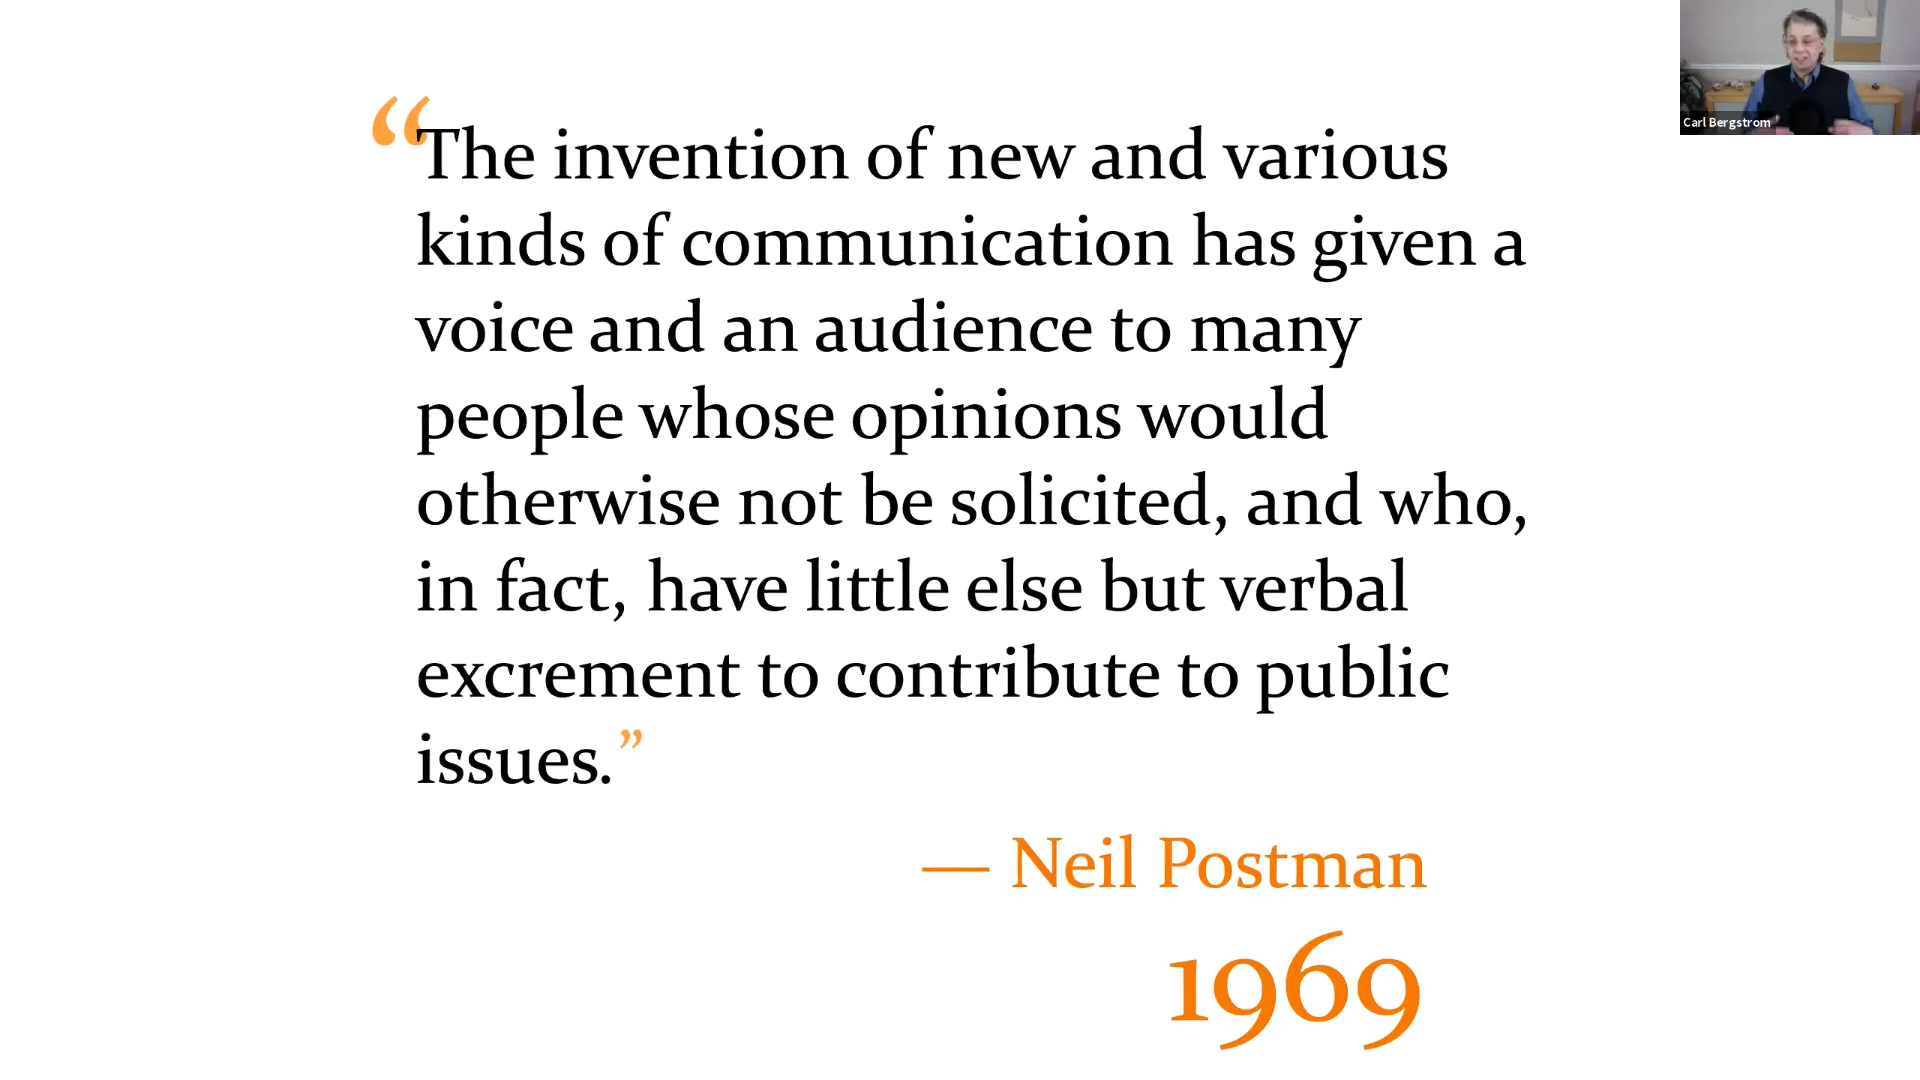 “The invention of new and various
kinds of communication has given a
voice and an audience to many
people whose opinions would
otherwise not be solicited, and who,
in fact, have little else but verbal
excrement to contribute to public
issues.”
— Neil Postman
1969
Carl Bergstrom